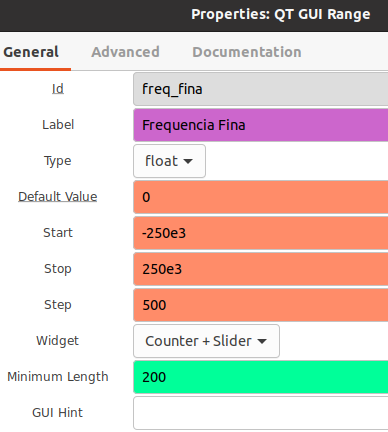 Properties: QT GUI Range
General Advanced Documentation
Id freq_fina
Label Frequencia Fina
Type float
Default Value 0
Start -250e3
Stop 250e3
Step 500
Widget Counter + Slider
Minimum Length 200
GUI Hint